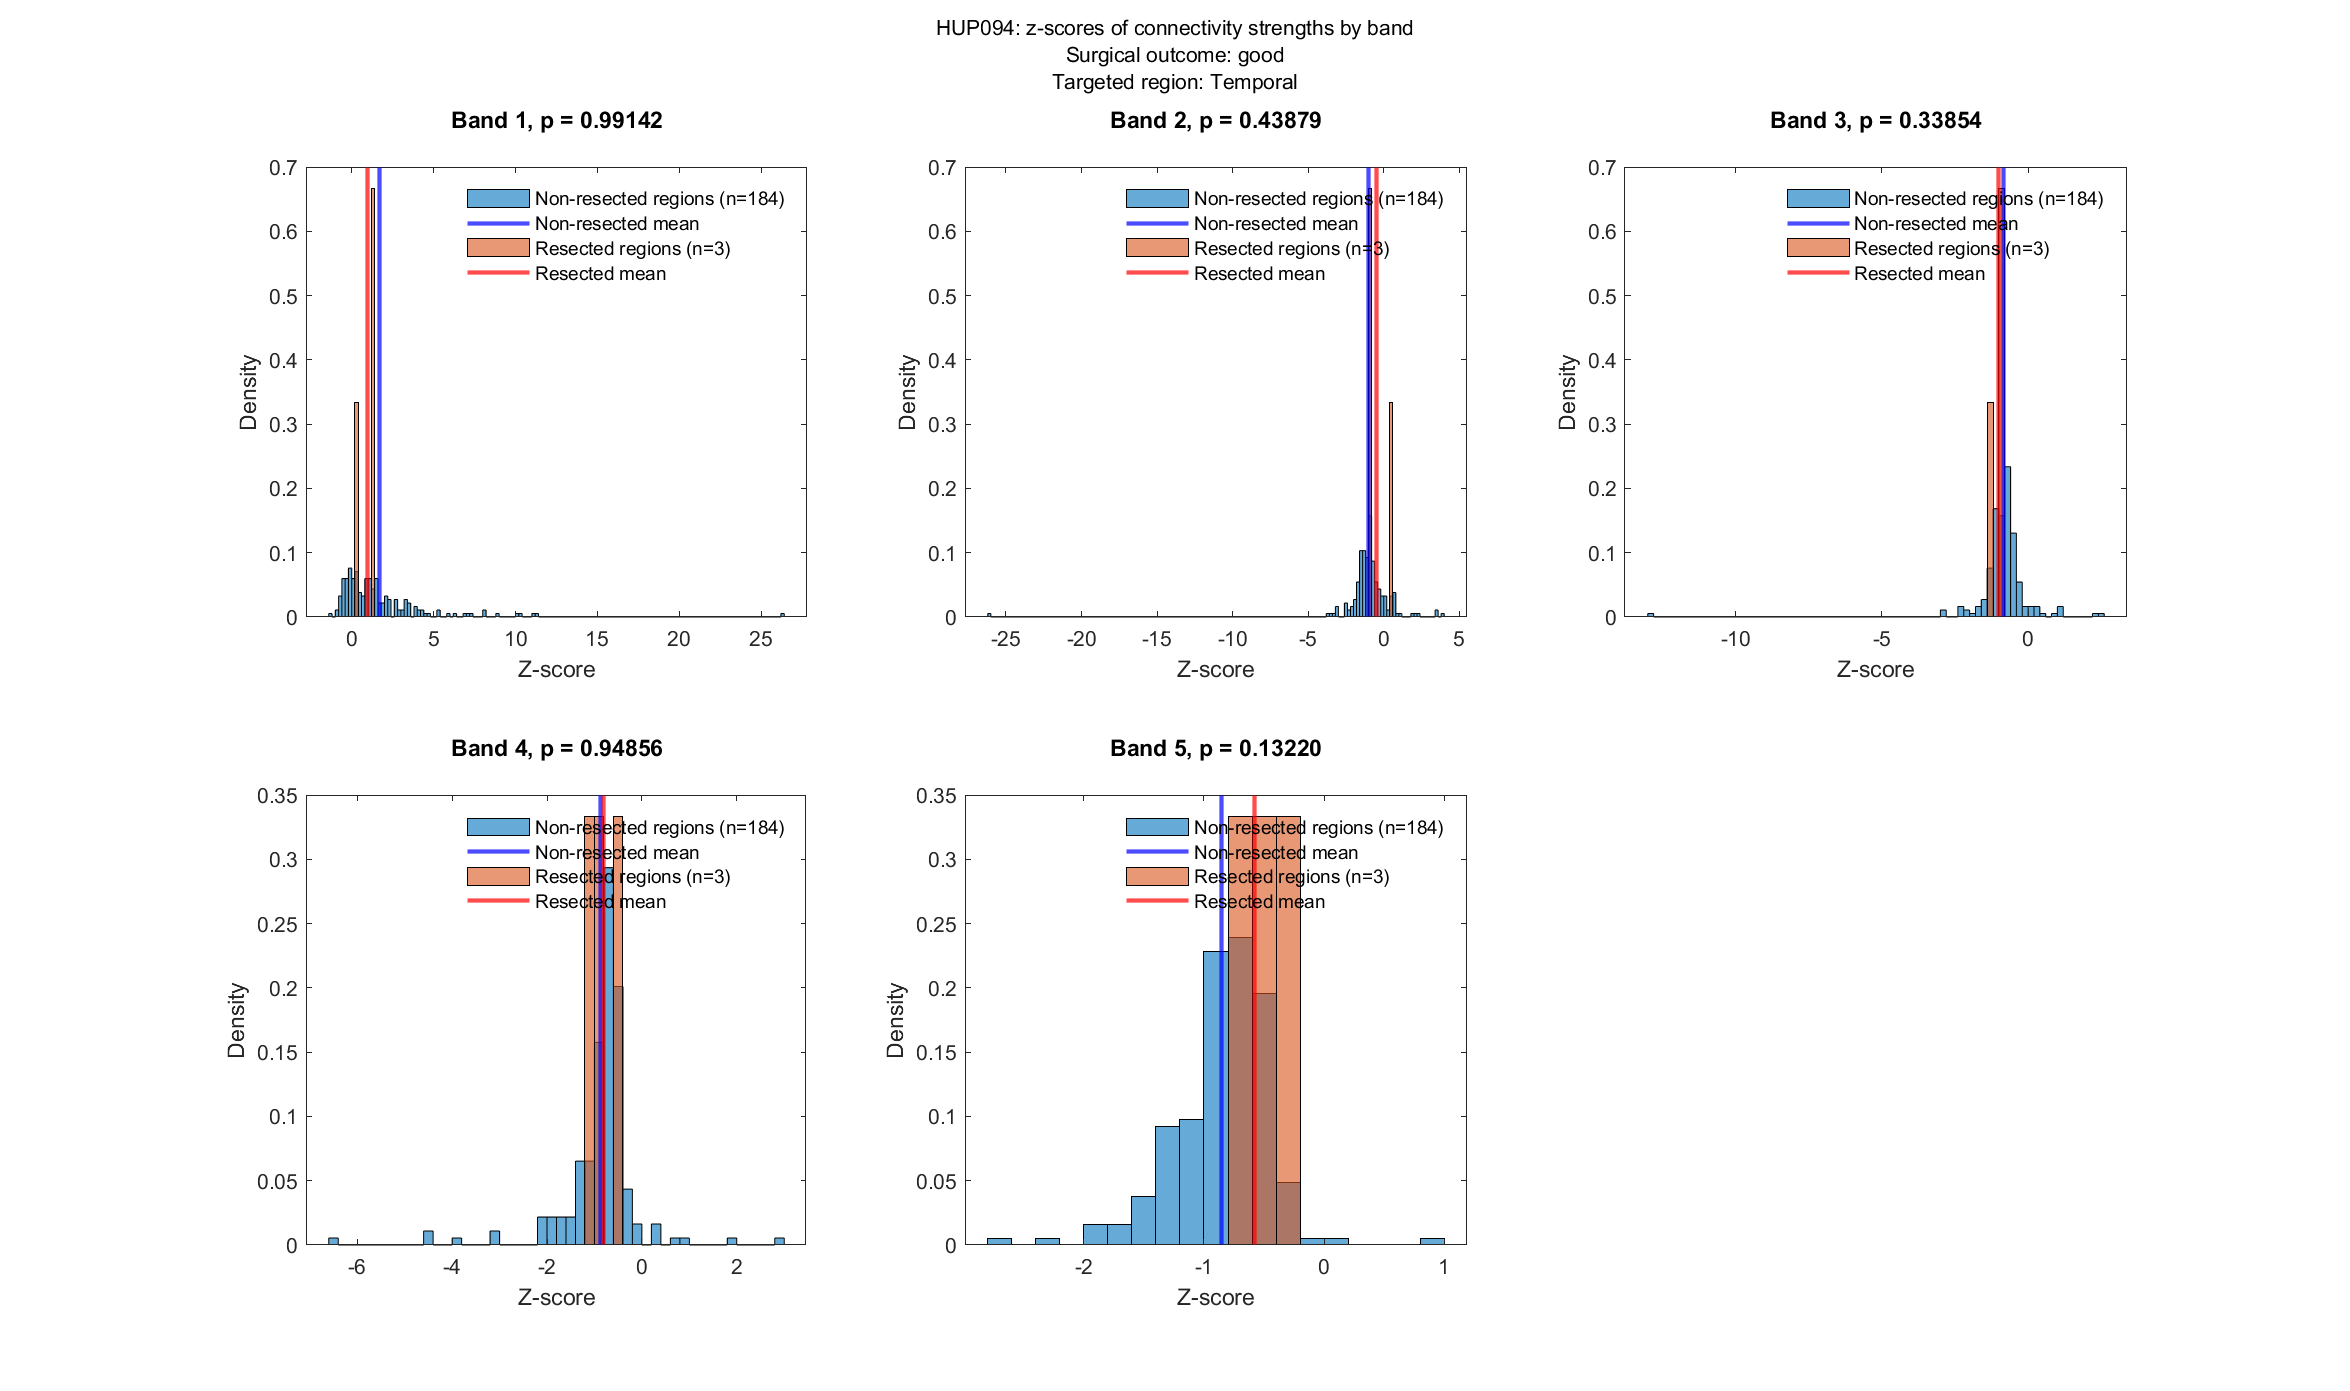 HUP094: z-scores of connectivity strengths by band
Surgical outcome: good
Targeted region: Temporal
Band 1, p = 0.99142
0.7
0.6
0.5
0.4
0.3
0.2
0.1
0
Density
Non-resected regions (n=184)
Non-resected mean
Resected regions (n=3)
Resected mean
0 5 10 15 20 25
Z-score
Band 2, p = 0.43879
0.7
0.6
0.5
0.4
0.3
0.2
0.1
0
Density
Non-resected regions (n=184)
Non-resected mean
Resected regions (n=3)
Resected mean
-25 -20 -15 -10 -5 0 5
Z-score
Band 3, p = 0.33854
0.7
0.6
0.5
0.4
0.3
0.2
0.1
0
Density
Non-resected regions (n=184)
Non-resected mean
Resected regions (n=3)
Resected mean
-10 -5 0
Z-score
Band 4, p = 0.94856
0.35
0.3
0.25
0.2
0.15
0.1
0.05
0
Density
Non-resected regions (n=184)
Non-resected mean
Resected regions (n=3)
Resected mean
-6 -4 -2 0 2
Z-score
Band 5, p = 0.13220
0.35
0.3
0.25
0.2
0.15
0.1
0.05
0
Density
Non-resected regions (n=184)
Non-resected mean
Resected regions (n=3)
Resected mean
-2 -1 0 1
Z-score